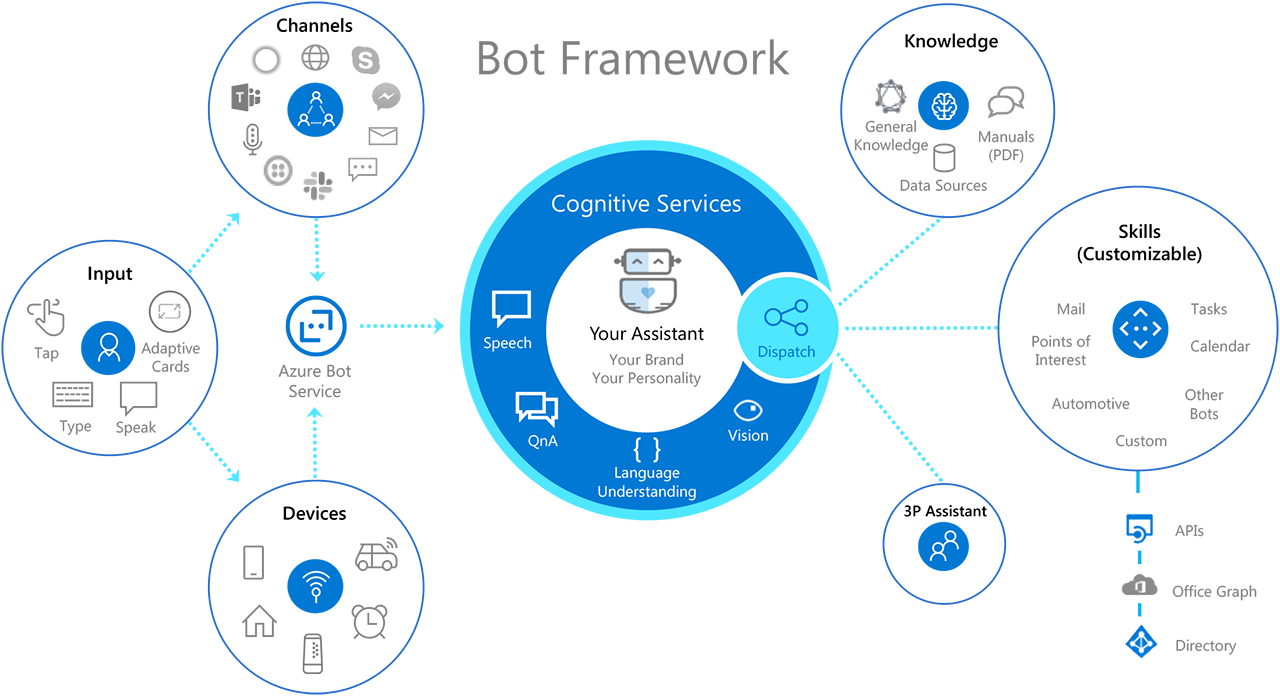 Bot Framework
Channels
T
S
Input
Tap
Adaptive
Cards
Type
Speak
Azure Bot
Service
Devices
Cognitive Services
Your Assistant
Your Brand
Your Personality
Speech
QnA
{ }
Language
Understanding
Vision
Dispatch
Knowledge
General
Knowledge
Manuals
(PDF)
Data Sources
Skills
(Customizable)
Mail
Tasks
Points of
Interest
Calendar
Automotive
Other
Bots
Custom
3P Assistant
APIs
Office Graph
Directory